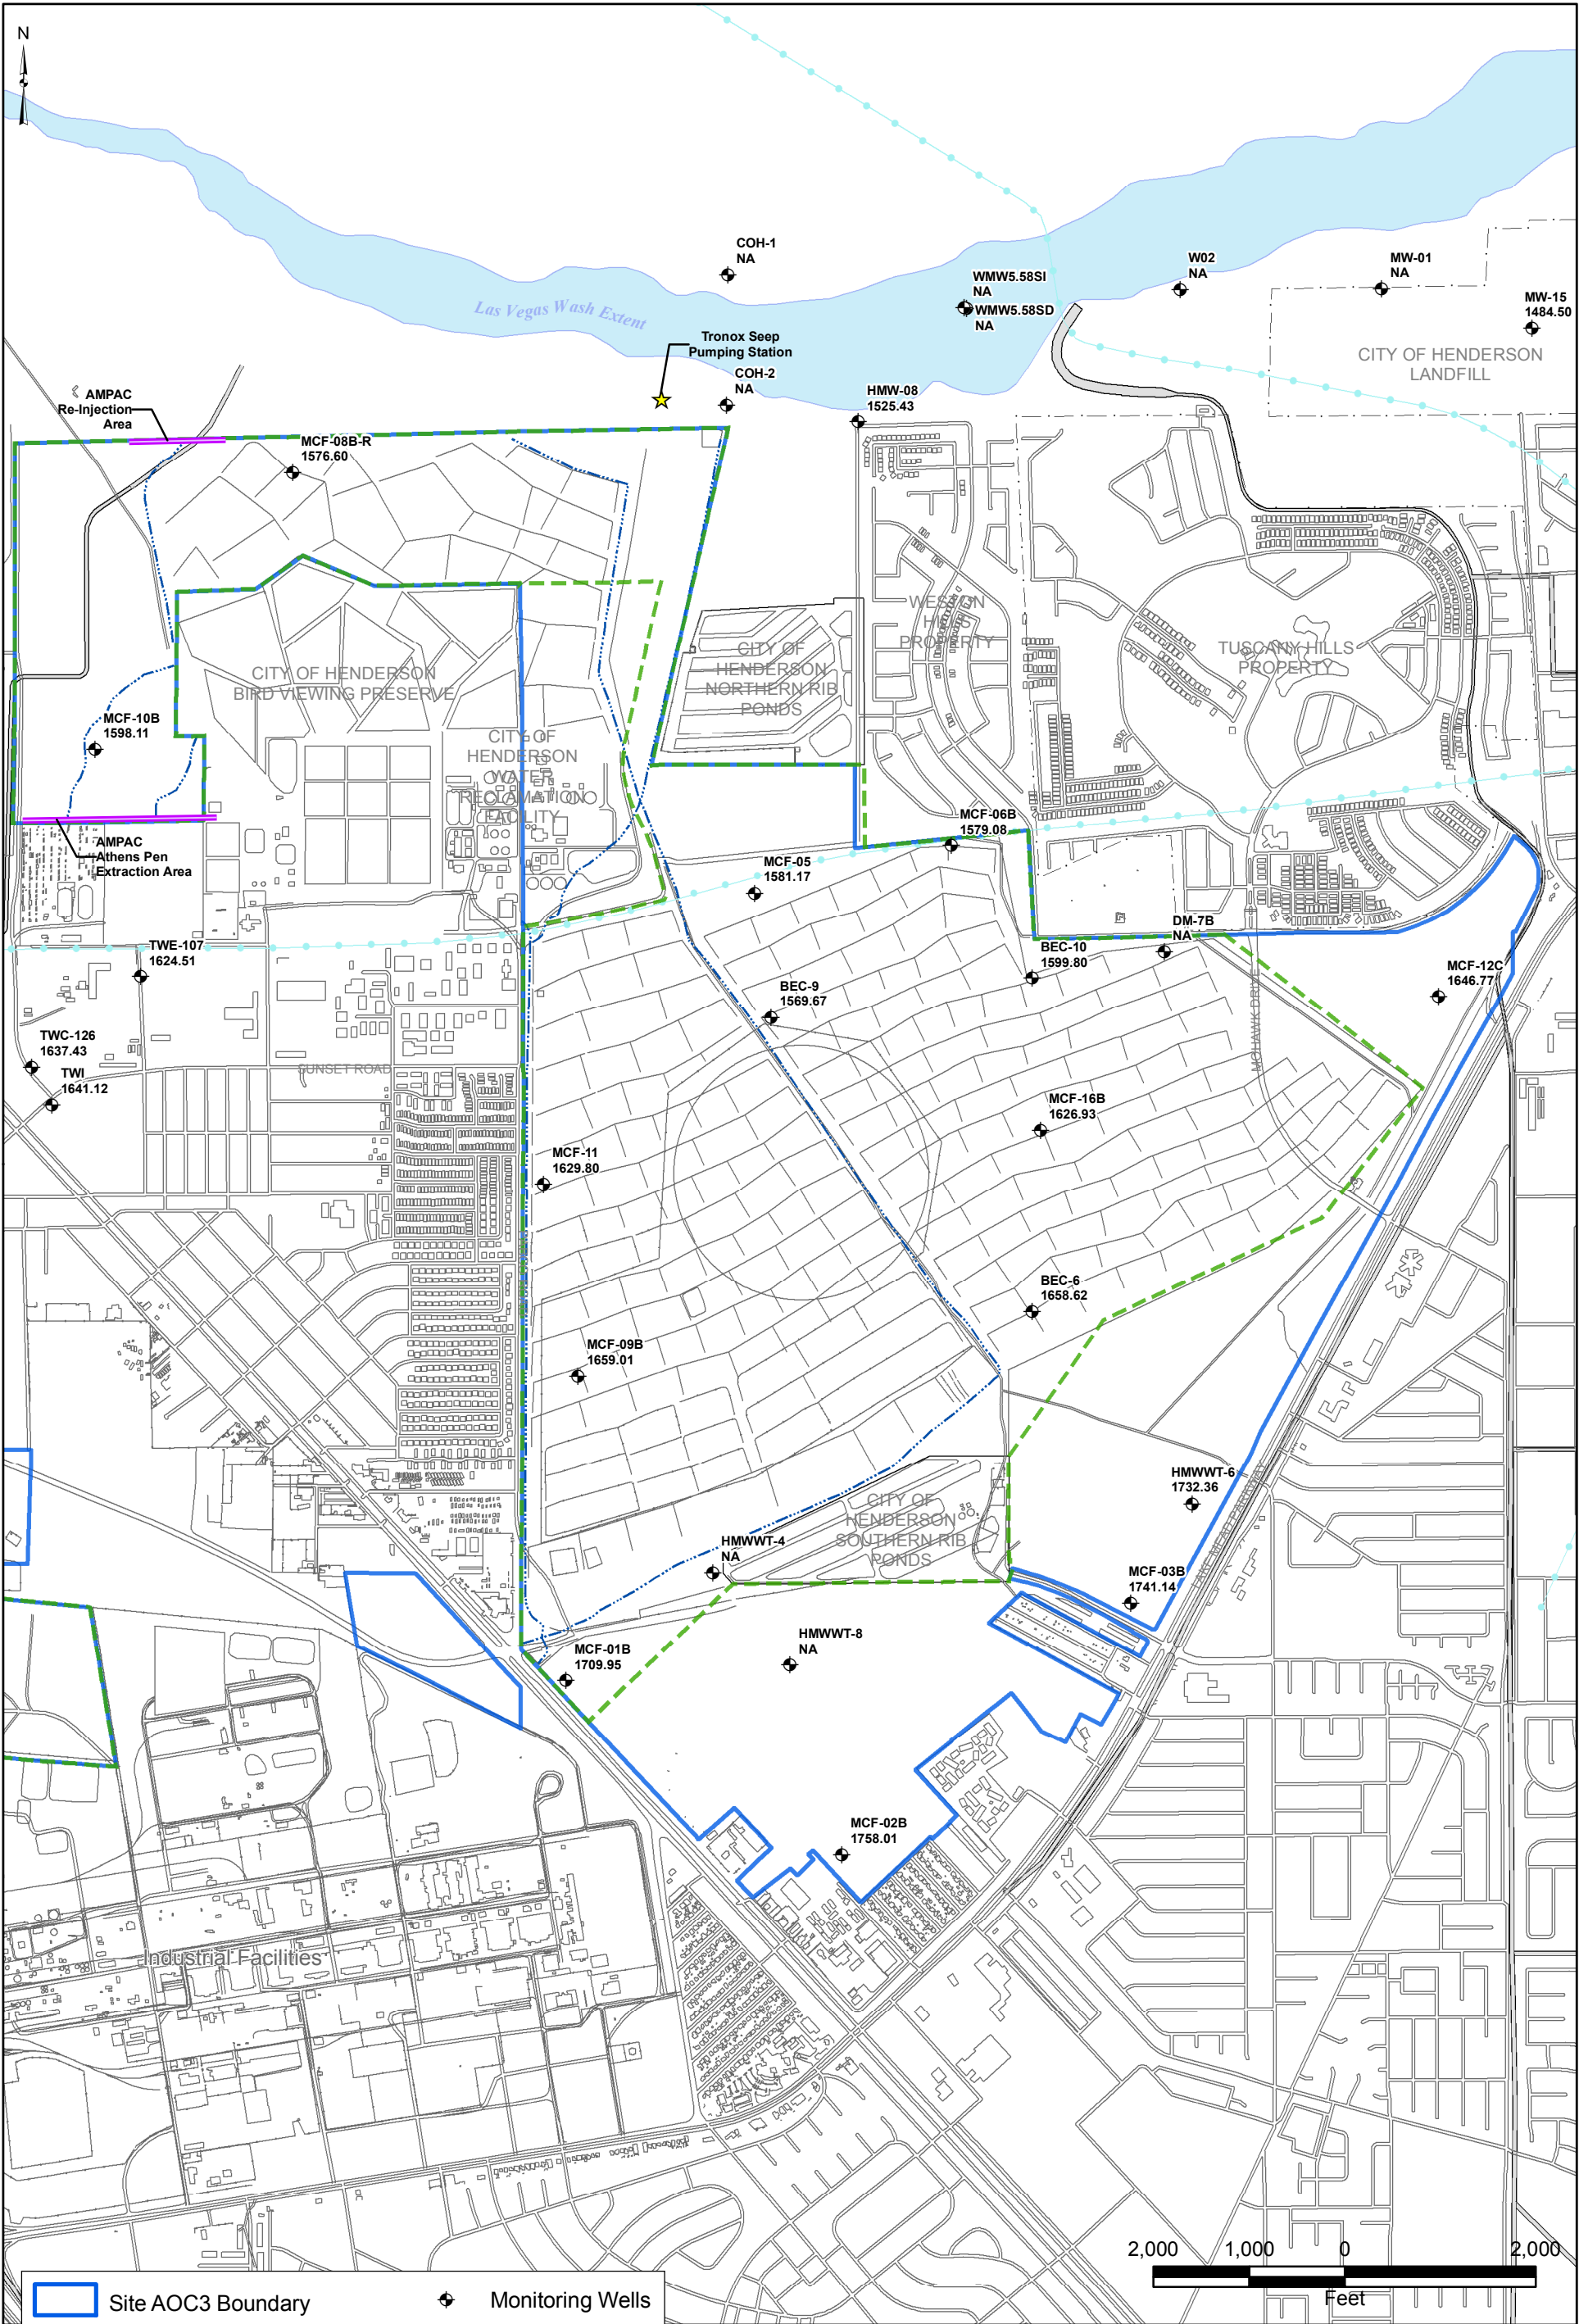 N
COH-1
NA
W02
NA
MW-01
NA
WMW5.58SI
NA
WMW5.58SD
NA
MW-15
1484.50
Las Vegas Wash Extent
Tronox Seep
Pumping Station
CITY OF HENDERSON
LANDFILL
COH-2
NA
HMW-08
1525.43
AMPAC
Re-Injection
Area
MCF-08B-R
1576.60
WESTON
HILLS
PROPERTY
CITY OF
HENDERSON
NORTHERN RIB
PONDS
TUSCANY HILLS
PROPERTY
CITY OF HENDERSON
BIRD VIEWING PRESERVE
MCF-10B
1598.11
CITY OF
HENDERSON
WATER
RECLAMATION
FACILITY
MCF-06B
1579.08
AMPAC
Athens Pen
Extraction Area
MCF-05
1581.17
DM-7B
NA
TWE-107
1624.51
BEC-10
1599.80
MCF-12C
1646.77
BEC-9
1569.67
MOHAWK DRIVE
TWC-126
1637.43
TWI
1641.12
SUNSET ROAD
MCF-16B
1626.93
MCF-11
1629.80
BEC-6
1658.62
MCF-09B
1659.01
HMWWT-6
1732.36
CITY OF
HENDERSON
SOUTHERN RIB
PONDS
LAKE MEAD PARKWAY
HMWWT-4
NA
MCF-03B
1741.14
HMWWT-8
NA
MCF-01B
1709.95
MCF-02B
1758.01
Industrial Facilities
2,000 1,000 0 2,000
Feet
Site AOC3 Boundary
Monitoring Wells